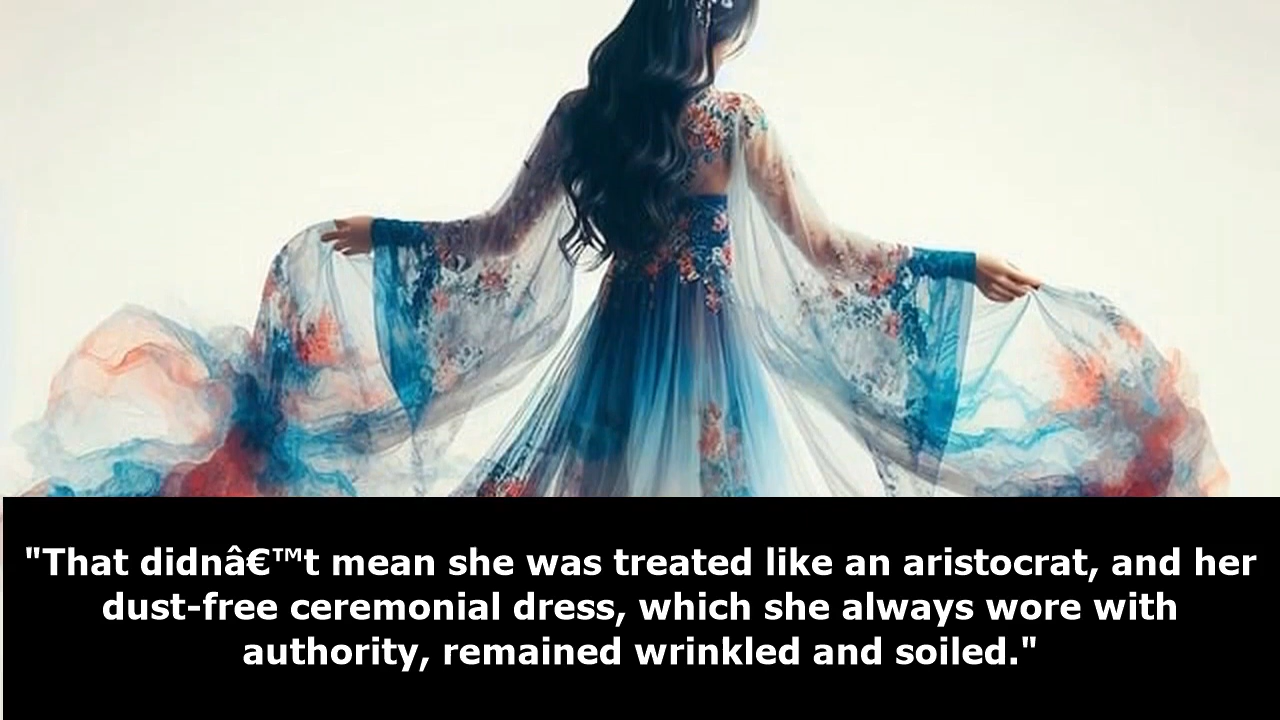 "That didnâ€™t mean she was treated like an aristocrat, and her
dust-free ceremonial dress, which she always wore with
authority, remained wrinkled and soiled."